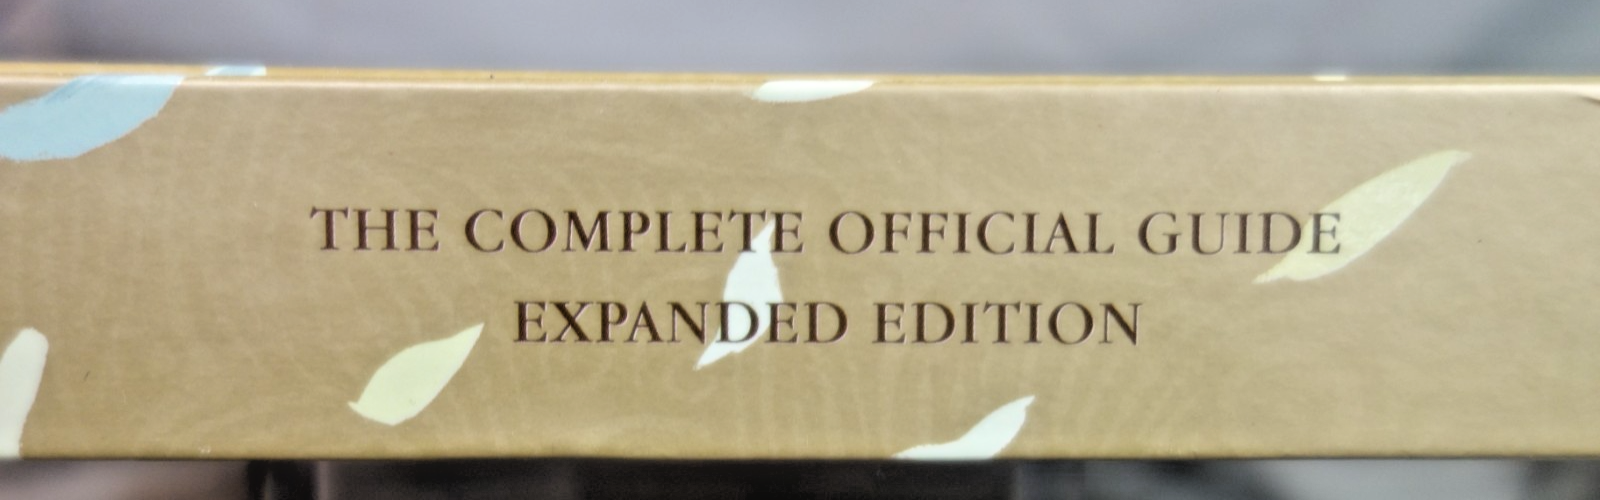 THE COMPLETE OFFICIAL GUIDE
EXPANDED EDITION